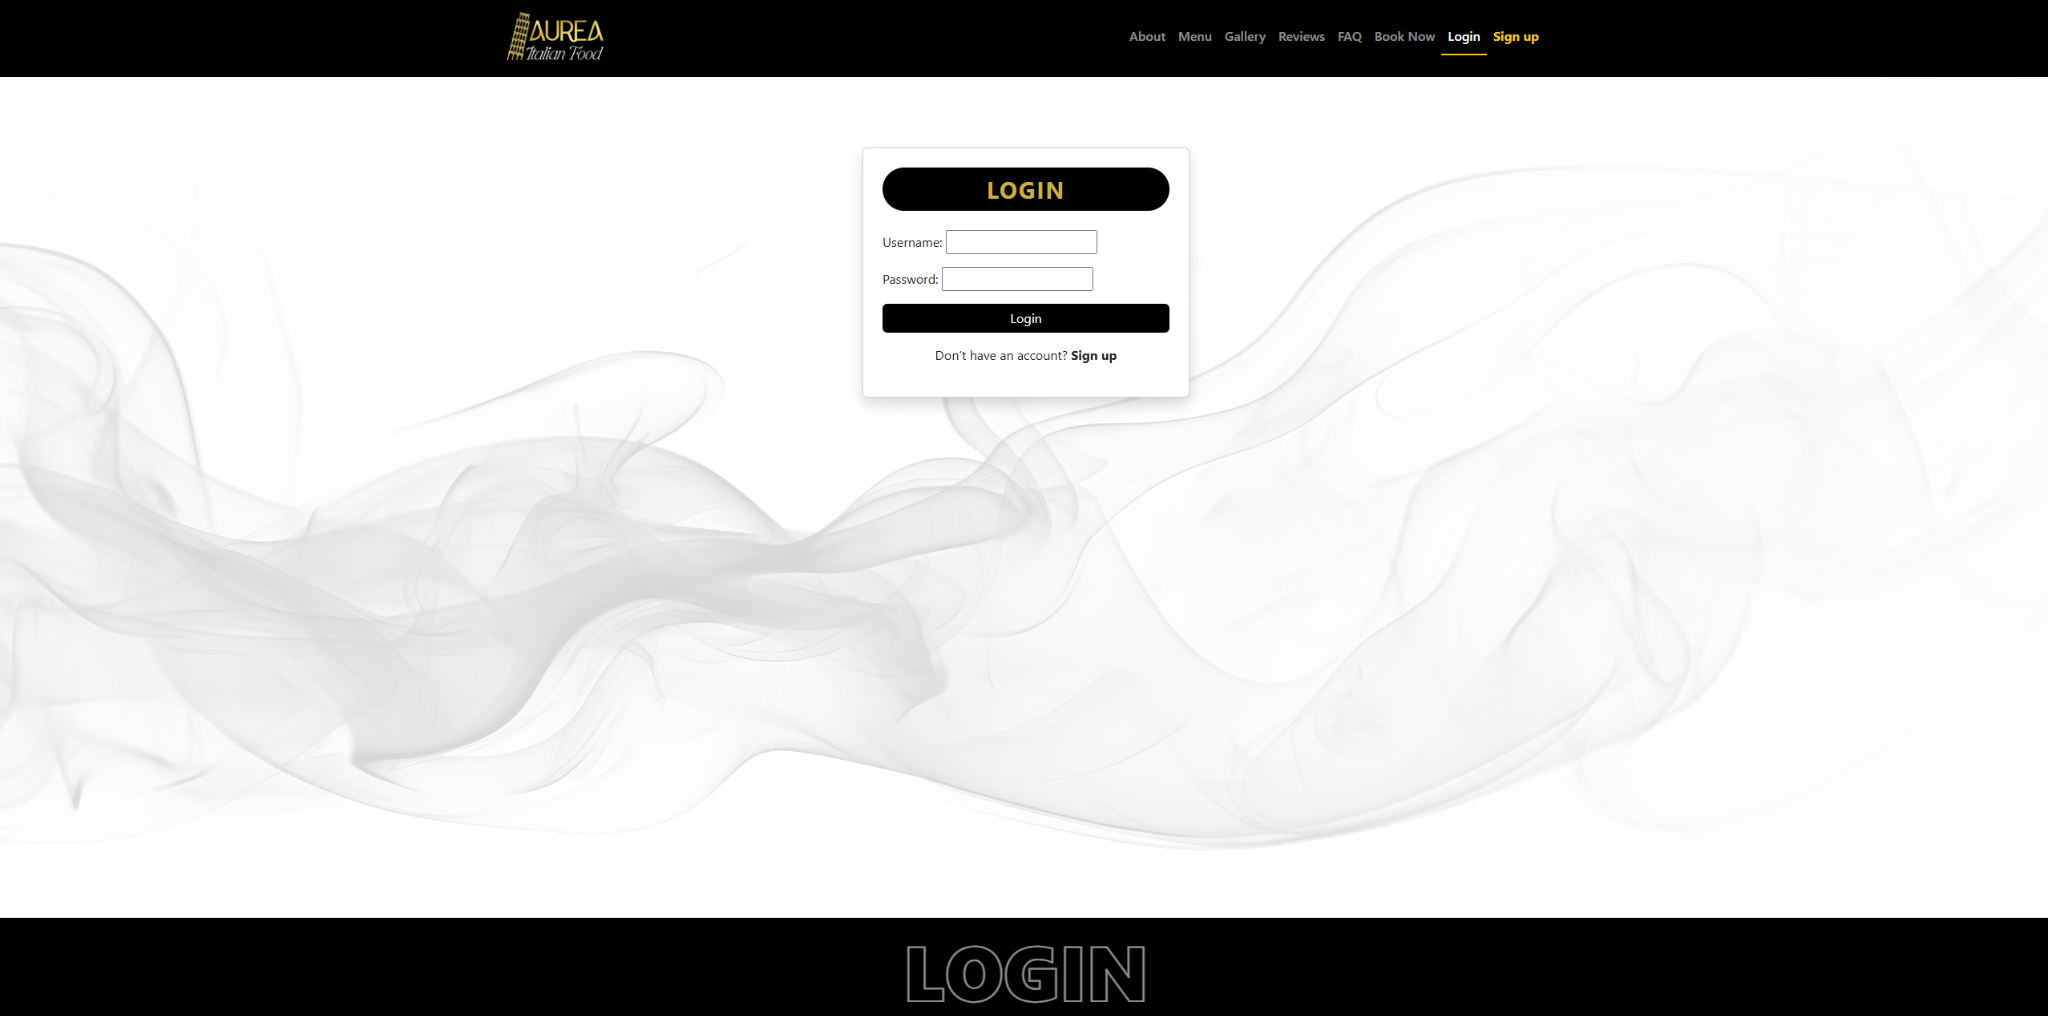 AUREA
Italian Food
About Menu Gallery Reviews FAQ Book Now Login Sign up
LOGIN
Username:
Password:
Login
Don't have an account? Sign up
LOGIN